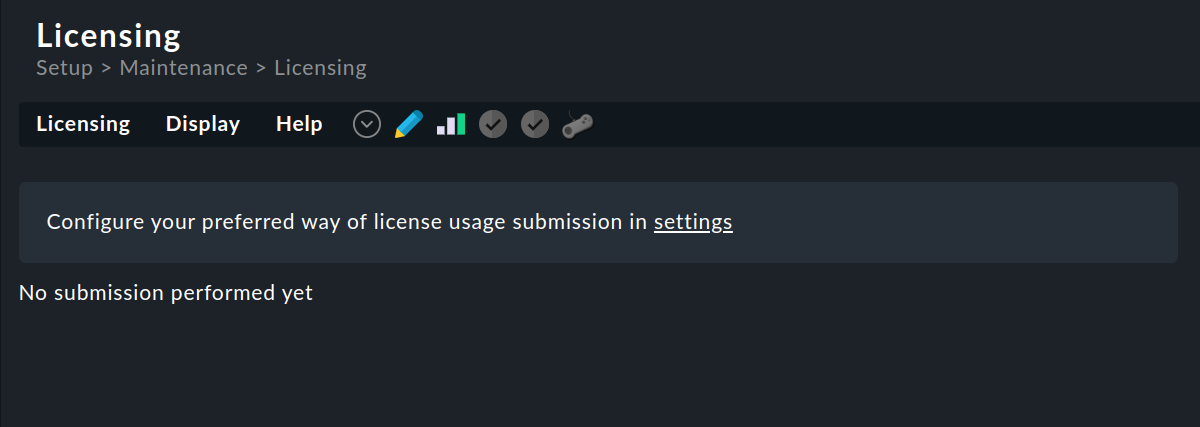 Licensing
Setup > Maintenance > Licensing
Licensing Display Help
Configure your preferred way of license usage submission in settings
No submission performed yet